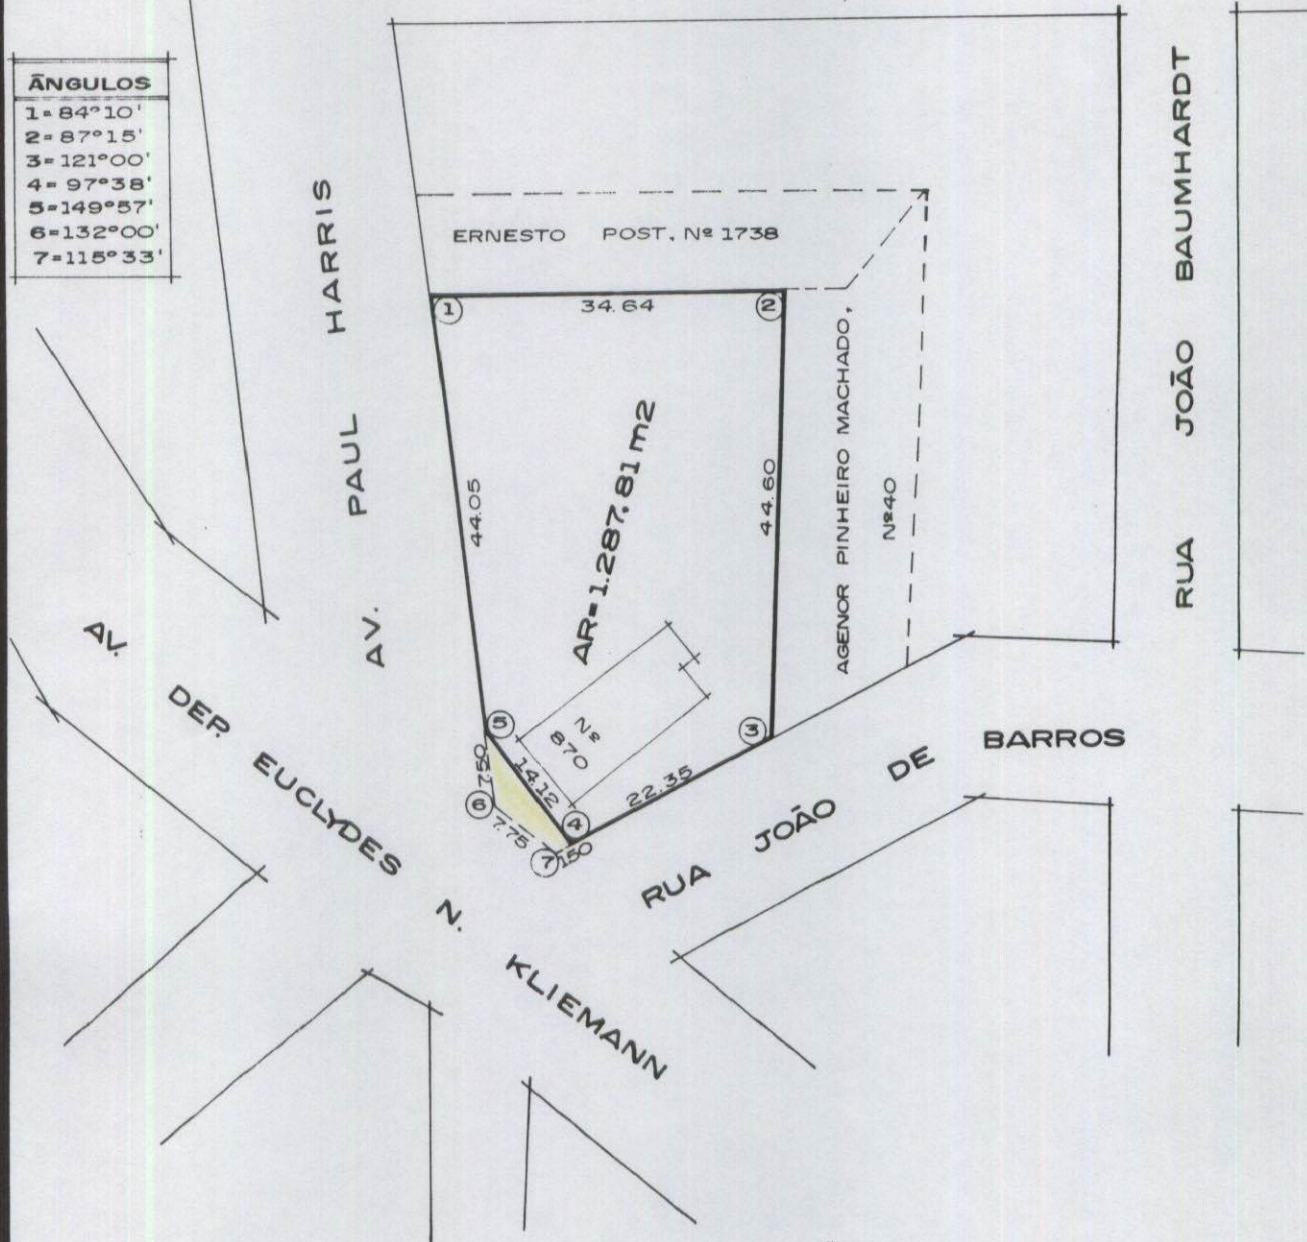 ÂNGULOS
1=84°10'
2=87°15'
3=121°00'
4=97°38'
5=149°57'
6=132°00'
7=115°33'
AV. PAUL HARRIS
ERNESTO POST. Nº 1738
1
34.64
2
44.05
AR=1.287,81 m2
44.60
AGENOR PINHEIRO MACHADO,
Nº40
RUA JOÃO BAUMHARDT
5
Nº
870
3
14.12
22.35
7.50
6
4
7.75
7
1.50
AV. DEP. EUCLYDES N. KLIEMANN
RUA JOÃO DE BARROS